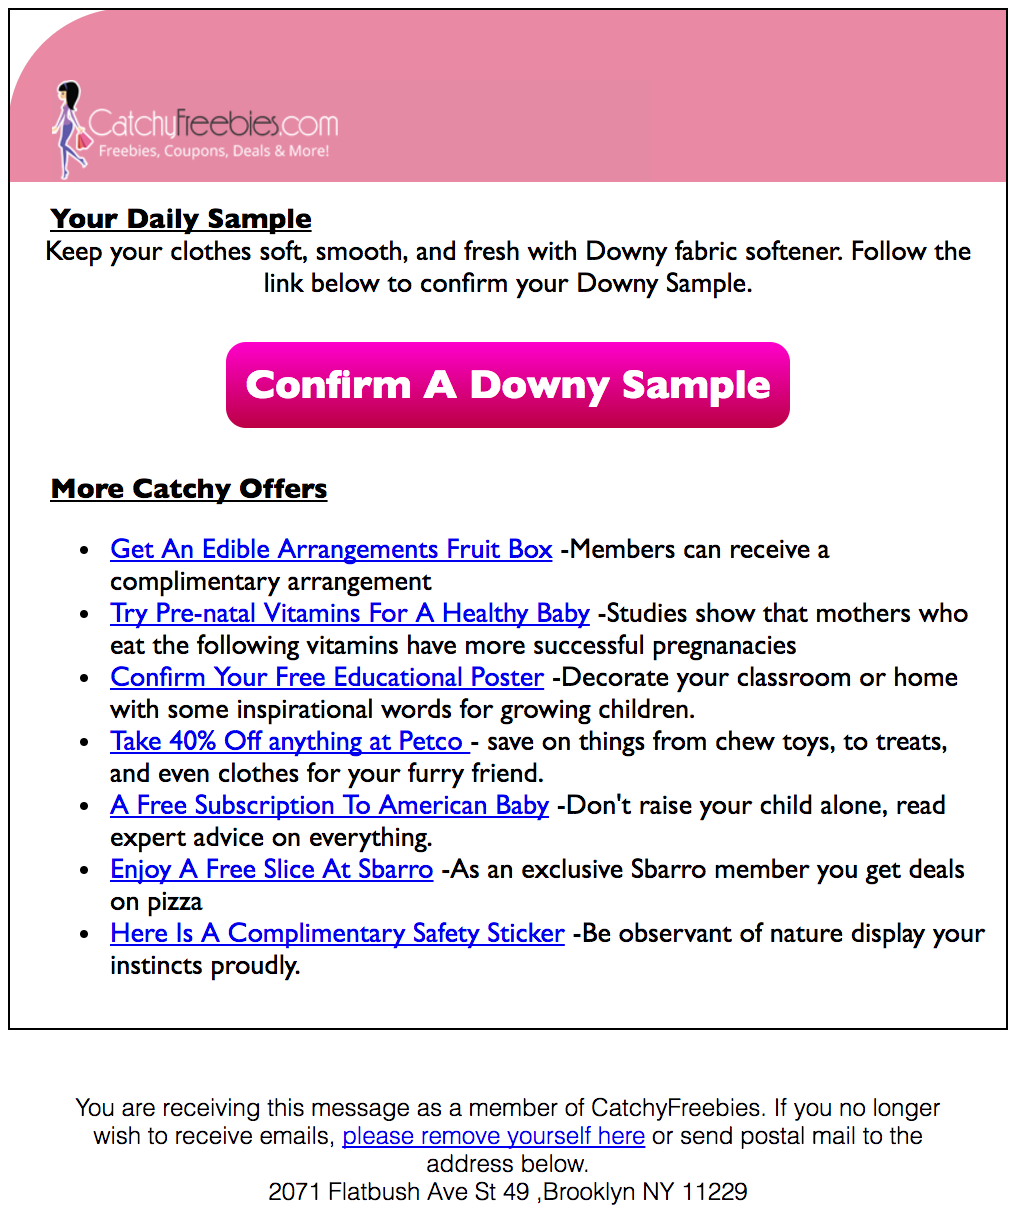 CatchyFreebies.com
Freebies, Coupons, Deals & More!
Your Daily Sample
Keep your clothes soft, smooth, and fresh with Downy fabric softener. Follow the
link below to confirm your Downy Sample.
Confirm A Downy Sample
More Catchy Offers
• Get An Edible Arrangements Fruit Box -Members can receive a
complimentary arrangement
• Try Pre-natal Vitamins For A Healthy Baby -Studies show that mothers who
eat the following vitamins have more successful pregnanacies
• Confirm Your Free Educational Poster -Decorate your classroom or home
with some inspirational words for growing children.
• Take 40% Off anything at Petco - save on things from chew toys, to treats,
and even clothes for your furry friend.
• A Free Subscription To American Baby -Don't raise your child alone, read
expert advice on everything.
• Enjoy A Free Slice At Sbarro -As an exclusive Sbarro member you get deals
on pizza
• Here Is A Complimentary Safety Sticker -Be observant of nature display your
instincts proudly.
You are receiving this message as a member of CatchyFreebies. If you no longer
wish to receive emails, please remove yourself here or send postal mail to the
address below.
2071 Flatbush Ave St 49 ,Brooklyn NY 11229